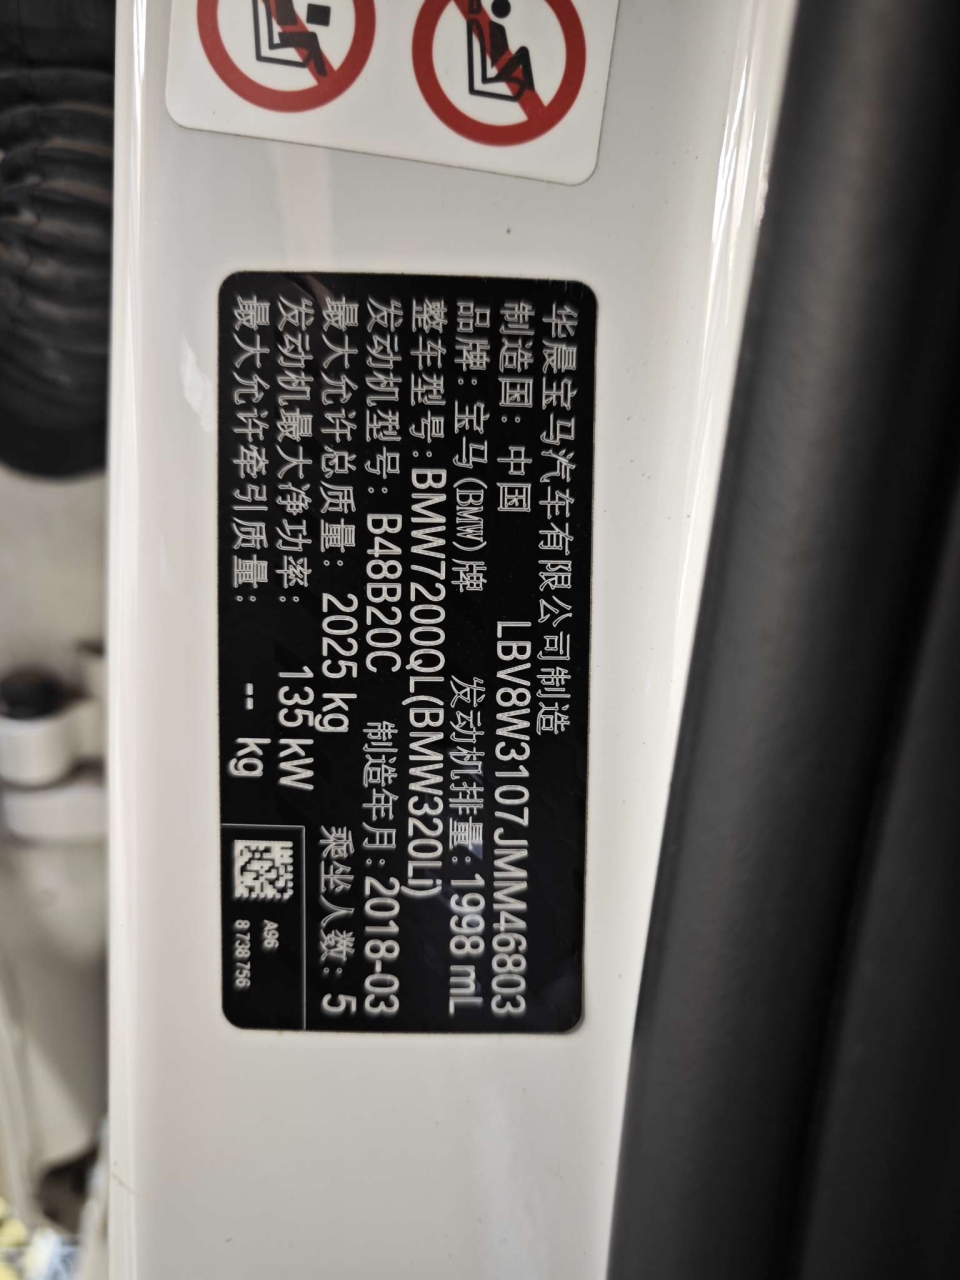 华晨宝马汽车有限公司制造
制造国：中国 LBV8W3107JMM46803
品牌：宝马(BMW)牌 发动机排量：1998 mL
整车型号：BMW7200QL(BMW320Li)
发动机型号：B48B20C 制造年月：2018-03
最大允许总质量：2025 kg 乘坐人数：5
发动机最大净功率：135 kW
最大允许牵引质量：-- kg
A96
8 738 756